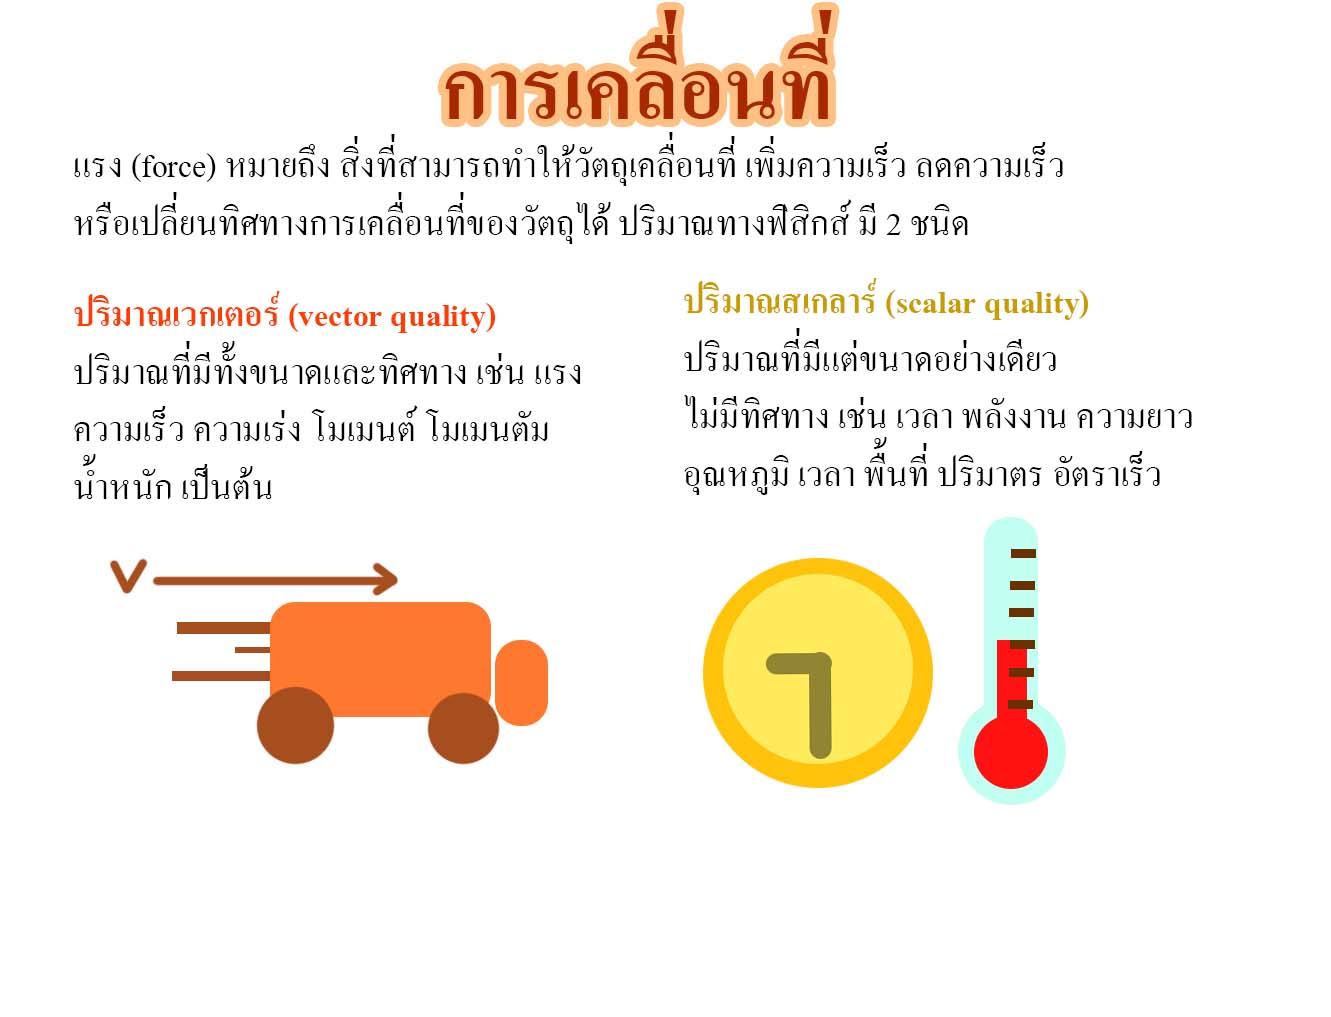 การเคลื่อนที่
แรง (force) หมายถึง สิ่งที่สามารถทำให้วัตถุเคลื่อนที่ เพิ่มความเร็ว ลดความเร็ว
หรือเปลี่ยนทิศทางการเคลื่อนที่ของวัตถุได้ ปริมาณทางฟิสิกส์ มี 2 ชนิด
ปริมาณเวกเตอร์ (vector quality)
ปริมาณที่มีทั้งขนาดและทิศทาง เช่น แรง
ความเร็ว ความเร่ง โมเมนต์ โมเมนตัม
น้ำหนัก เป็นต้น
V
ปริมาณสเกลาร์ (scalar quality)
ปริมาณที่มีแต่ขนาดอย่างเดียว
ไม่มีทิศทาง เช่น เวลา พลังงาน ความยาว
อุณหภูมิ เวลา พื้นที่ ปริมาตร อัตราเร็ว